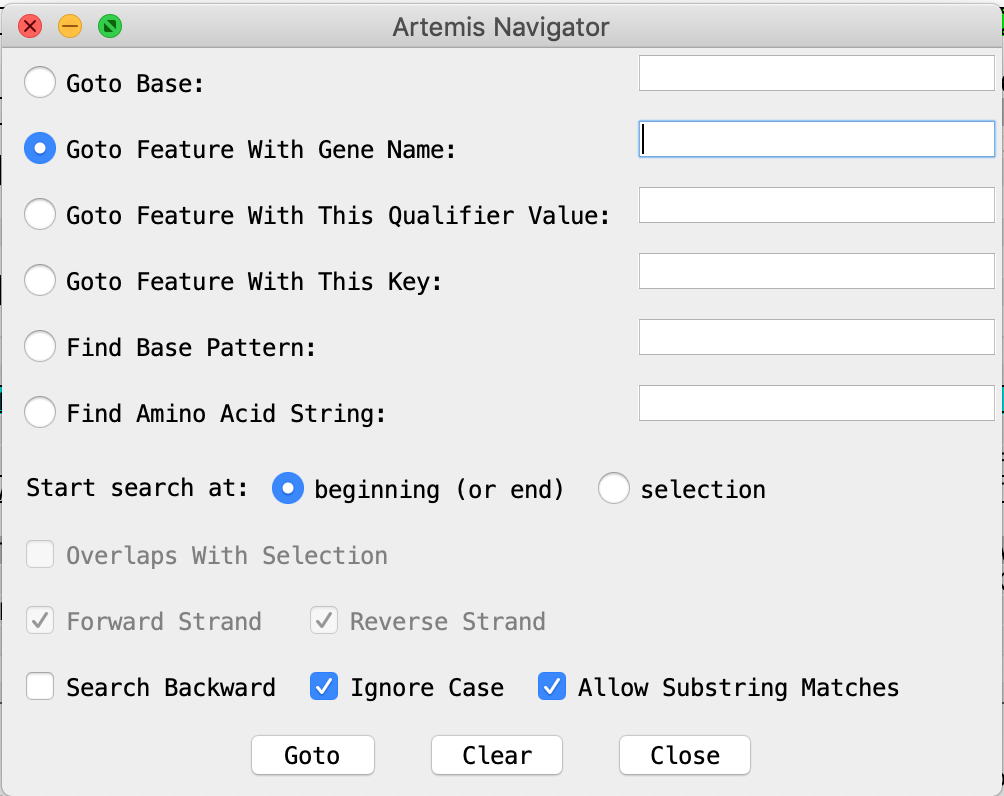 Artemis Navigator
Goto Base:
Goto Feature With Gene Name:
Goto Feature With This Qualifier Value:
Goto Feature With This Key:
Find Base Pattern:
Find Amino Acid String:
Start search at: beginning (or end) selection
Overlaps With Selection
Forward Strand Reverse Strand
Search Backward Ignore Case Allow Substring Matches
Goto Clear Close